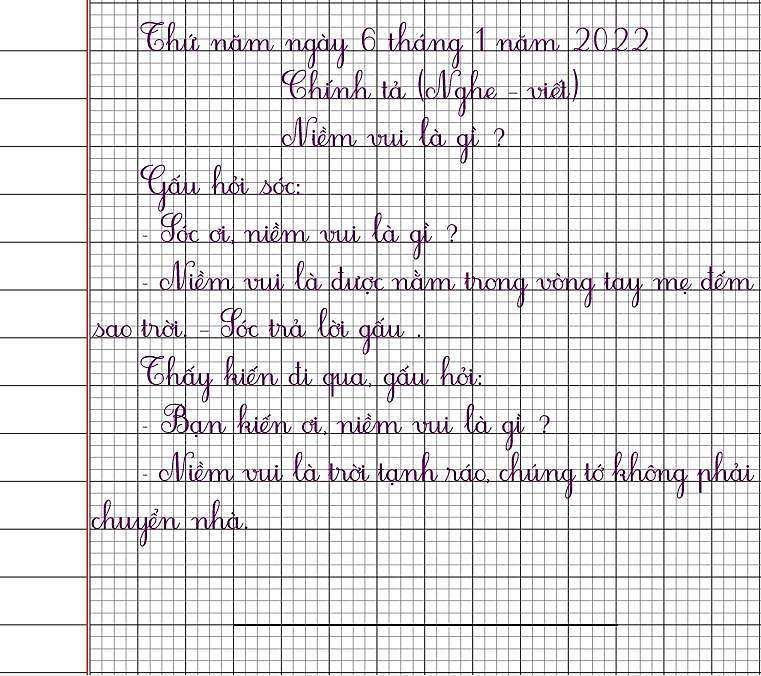 Thứ năm ngày 6 tháng 1 năm 2022
Chính tả (Nghe - viết)
Niềm vui là gì ?
Gấu hỏi sóc:
- Sóc ơi, niềm vui là gì ?
- Niềm vui là được nằm trong vòng tay mẹ đếm
sao trời. - Sóc trả lời gấu .
Thấy kiến đi qua, gấu hỏi:
- Bạn kiến ơi, niềm vui là gì ?
- Niềm vui là trời tạnh ráo, chúng tớ không phải
chuyển nhà.